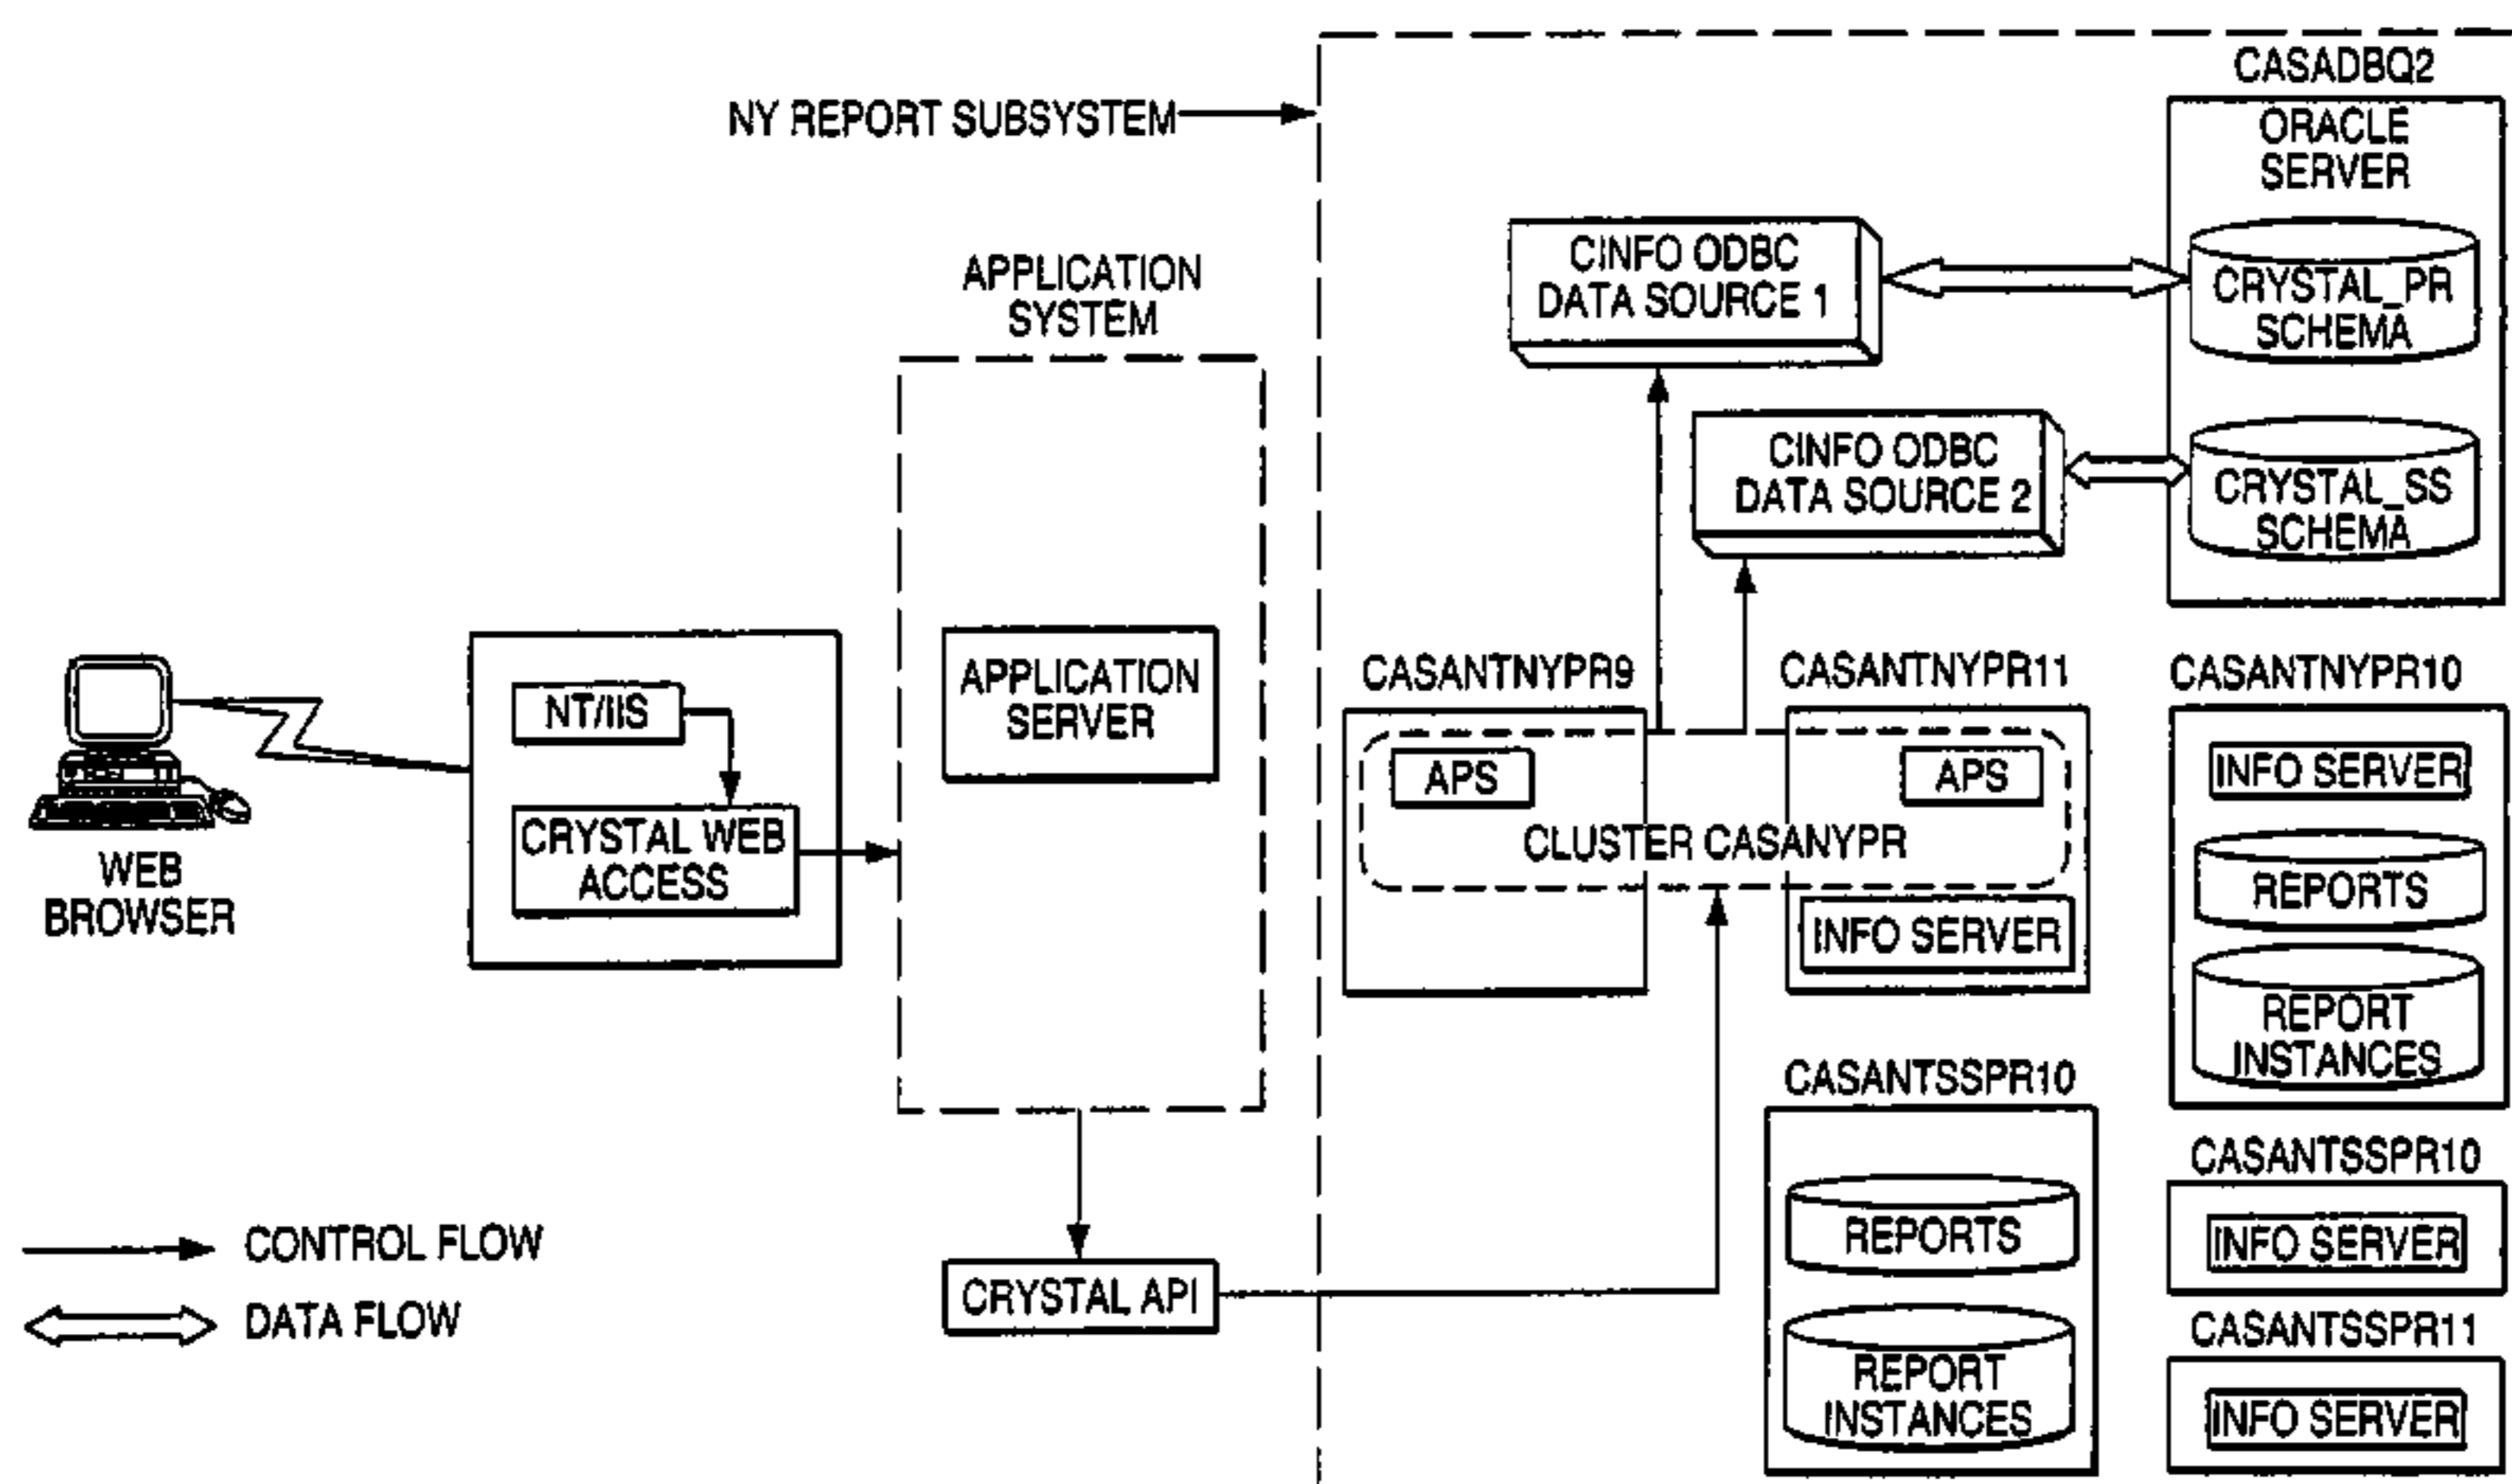 NY REPORT SUBSYSTEM
APPLICATION
SYSTEM
APPLICATION
SERVER
NT/IIS
CRYSTAL WEB
ACCESS
WEB
BROWSER
CONTROL FLOW
DATA FLOW
CRYSTAL API
CASADBQ2
ORACLE
SERVER
CRYSTAL_PR
SCHEMA
CRYSTAL_SS
SCHEMA
CINFO ODBC
DATA SOURCE 1
CINFO ODBC
DATA SOURCE 2
CASANTNYPR9
APS
CASANTNYPR11
APS
CLUSTER CASANYPR
INFO SERVER
CASANTNYPR10
INFO SERVER
REPORTS
REPORT
INSTANCES
CASANTSSPR10
REPORTS
REPORT
INSTANCES
CASANTSSPR10
INFO SERVER
CASANTSSPR11
INFO SERVER